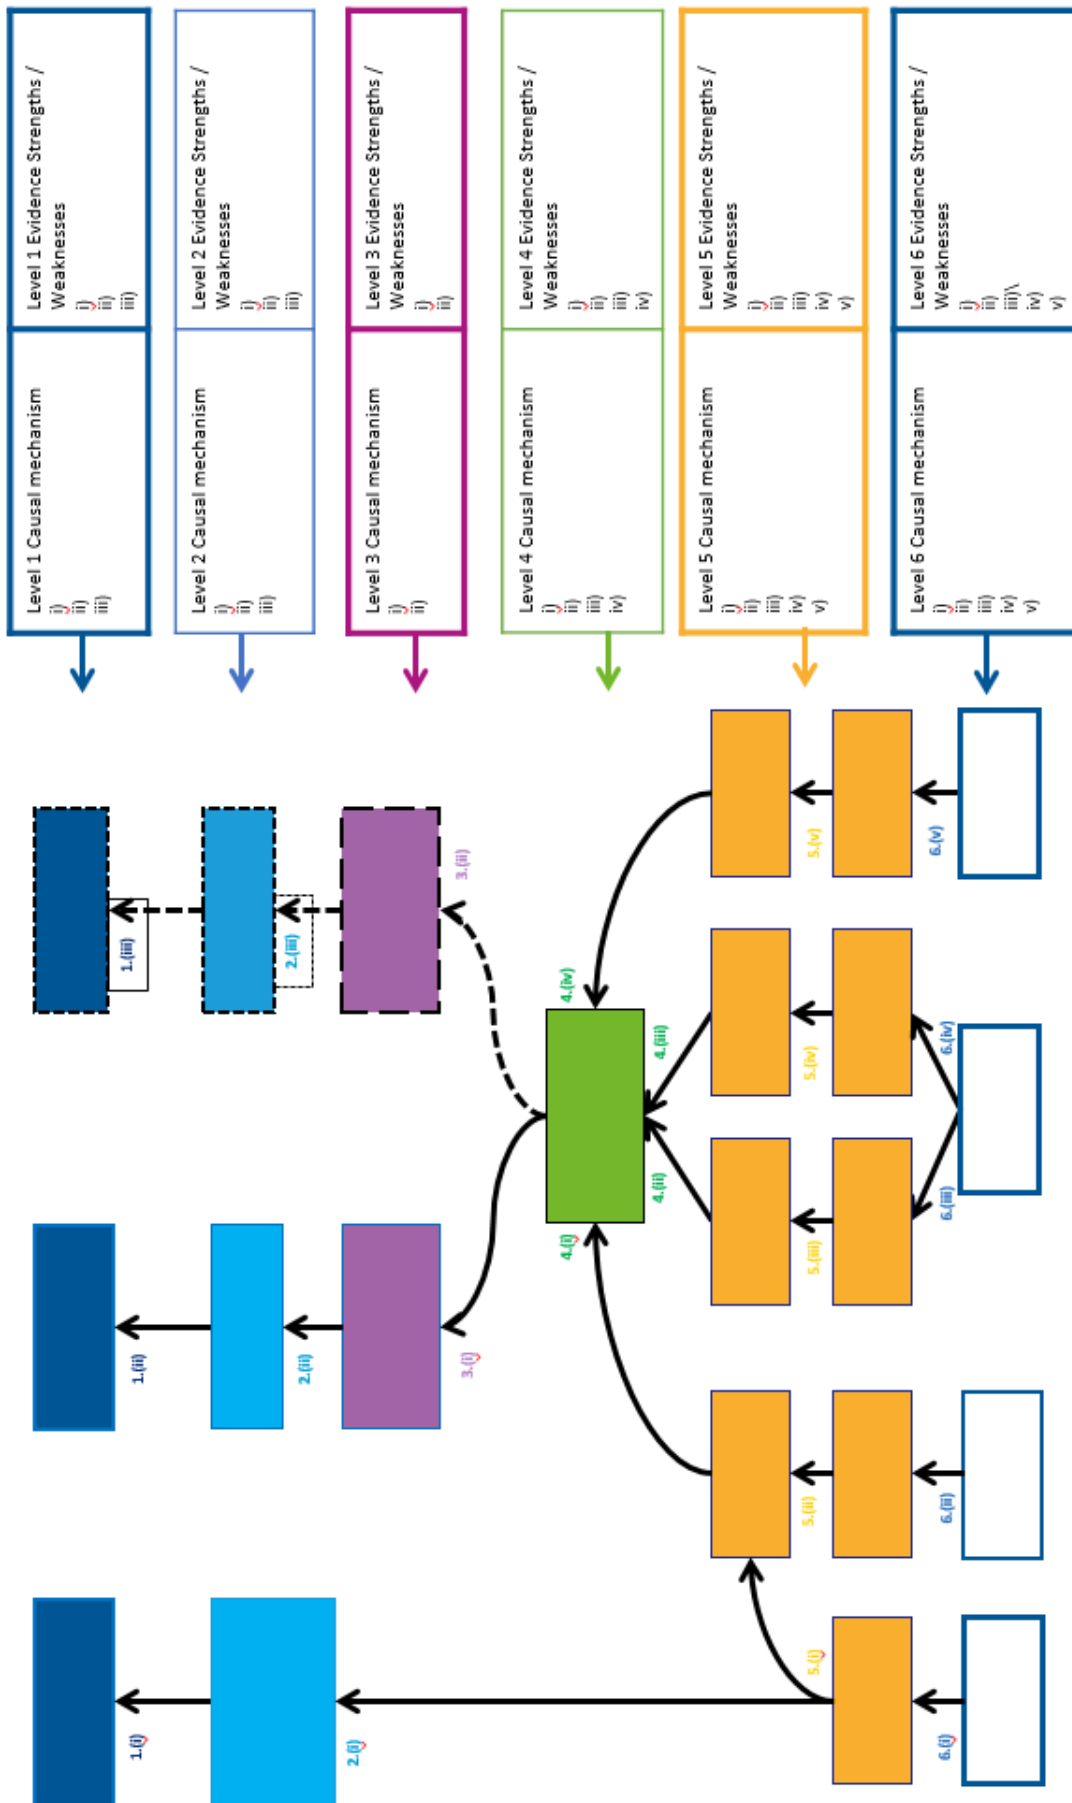 Level 1 Causal mechanism
i)
ii)
iii)
Level 1 Evidence Strengths /
Weaknesses
i)
ii)
iii)
Level 2 Causal mechanism
i)
ii)
iii)
Level 2 Evidence Strengths /
Weaknesses
i)
ii)
iii)
Level 3 Causal mechanism
i)
ii)
Level 3 Evidence Strengths /
Weaknesses
i)
ii)
Level 4 Causal mechanism
i)
ii)
iii)
iv)
Level 4 Evidence Strengths /
Weaknesses
i)
ii)
iii)
iv)
Level 5 Causal mechanism
i)
ii)
iii)
iv)
v)
Level 5 Evidence Strengths /
Weaknesses
i)
ii)
iii)
iv)
v)
Level 6 Causal mechanism
i)
ii)
iii)
iv)
v)
Level 6 Evidence Strengths /
Weaknesses
i)
ii)
iii)\
iv)
v)
1.(i)
1.(ii)
1.(iii)
2.(i)
2.(ii)
2.(iii)
3.(i)
3.(ii)
4.(i)
4.(ii)
4.(iii)
4.(iv)
5.(i)
5.(ii)
5.(iii)
5.(iv)
5.(v)
6.(i)
6.(ii)
6.(iii)
6.(iv)
6.(v)